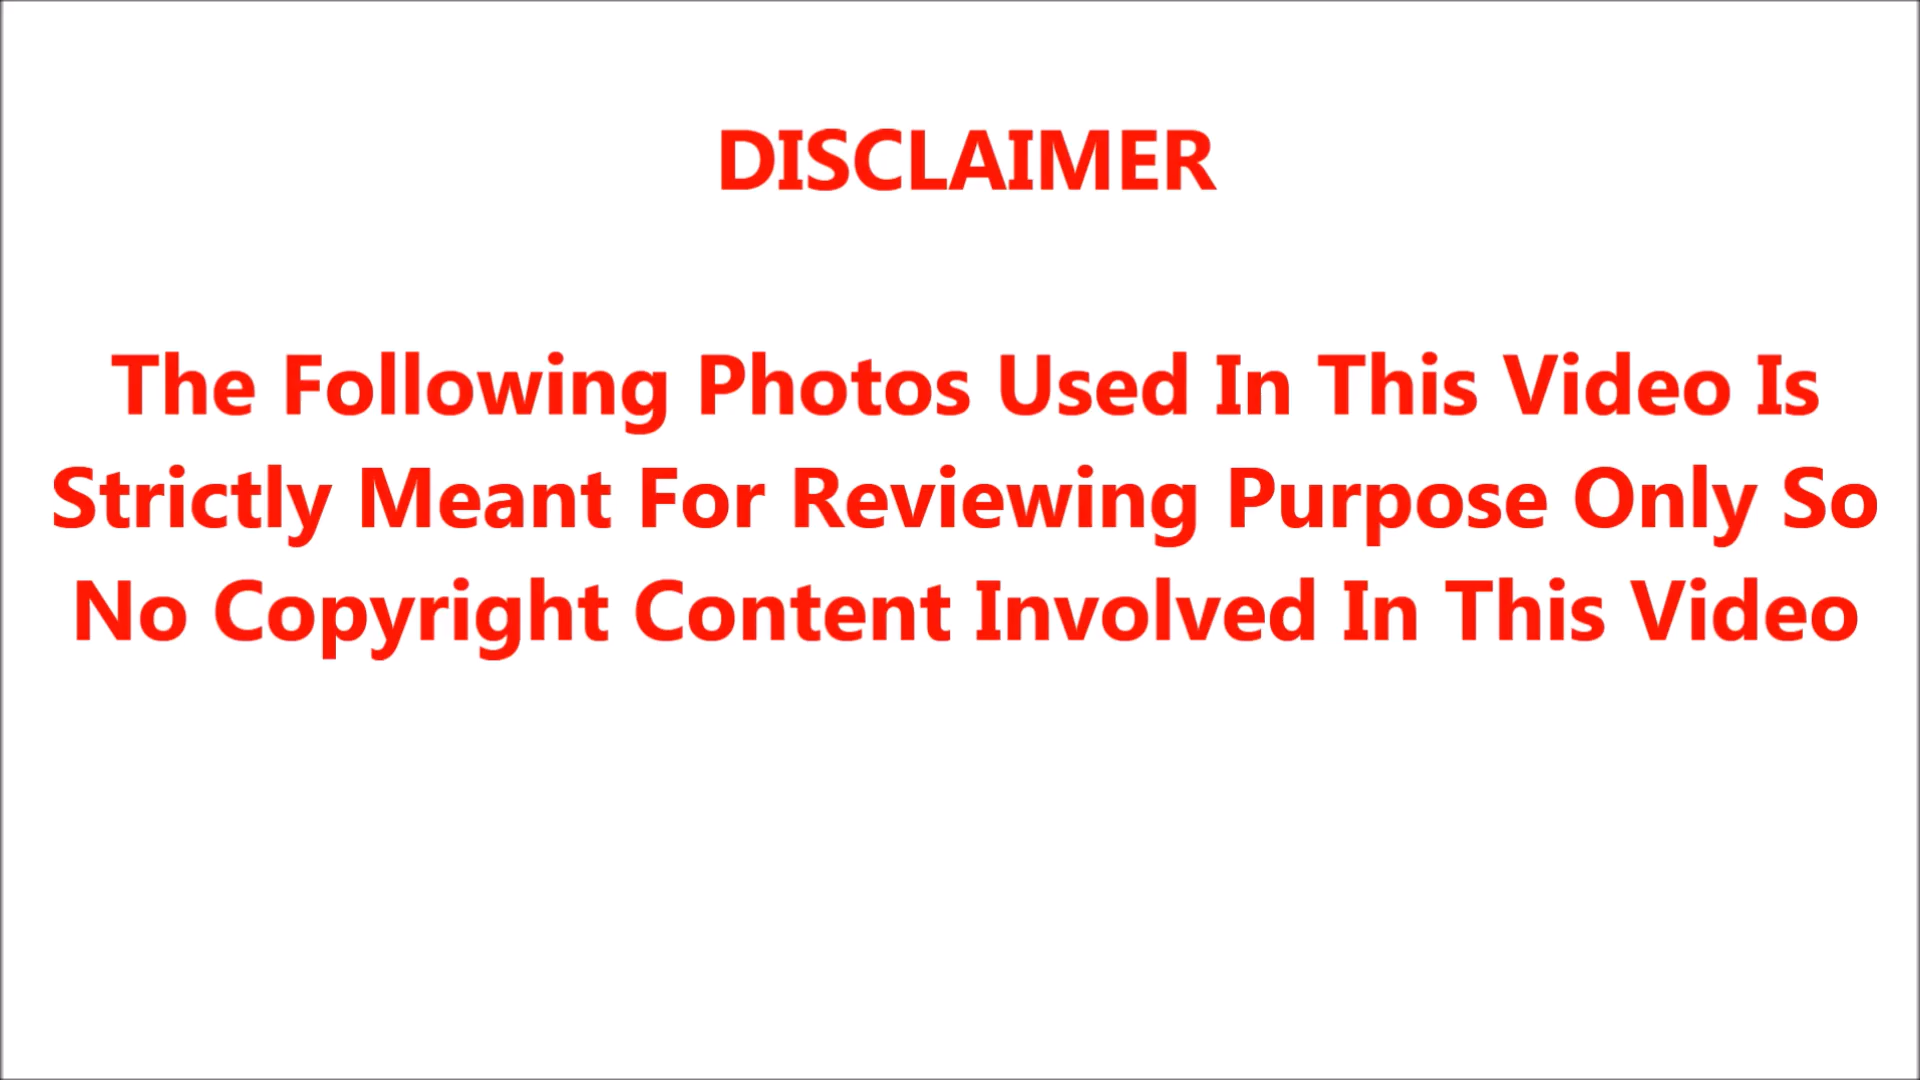 DISCLAIMER
The Following Photos Used In This Video Is
Strictly Meant For Reviewing Purpose Only So
No Copyright Content Involved In This Video